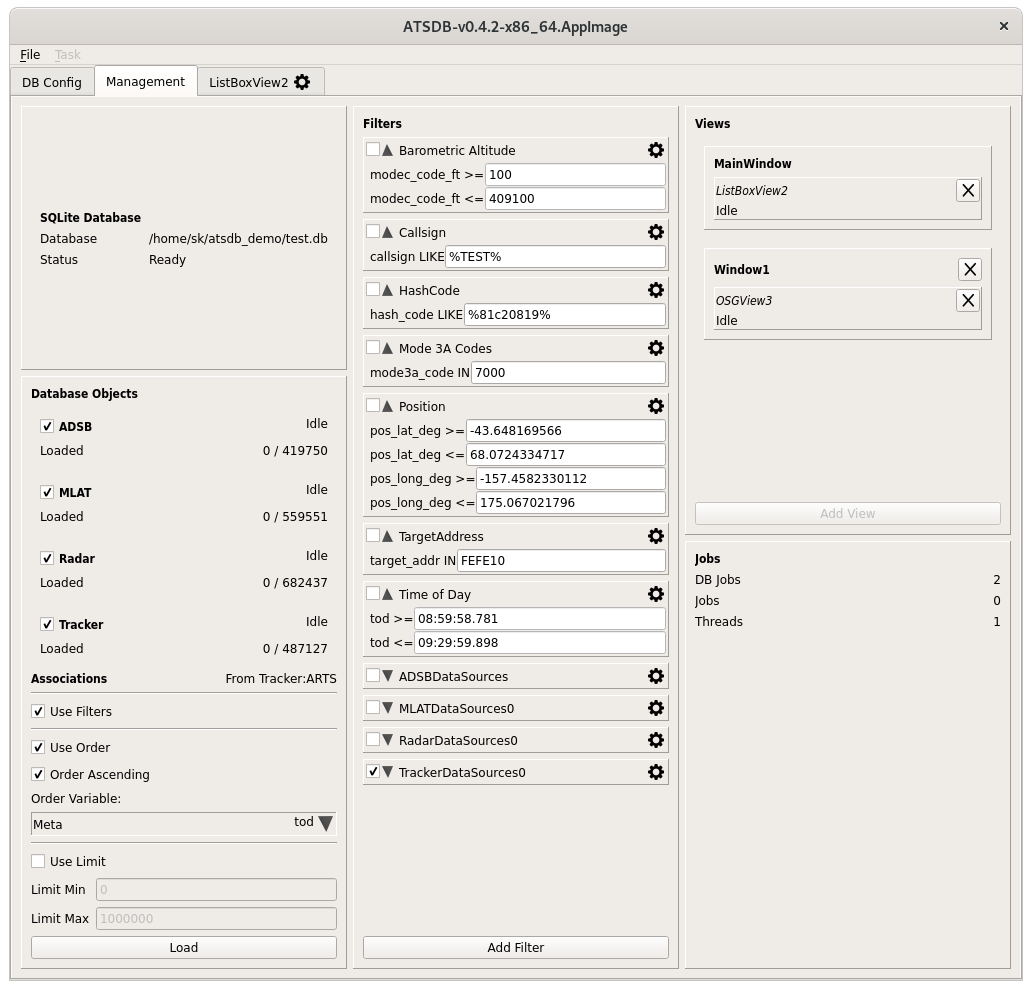 ATSDB-v0.4.2-x86_64.AppImage
File Task
DB Config Management ListBoxView2
SQLite Database
Database /home/sk/atsdb_demo/test.db
Status Ready
Database Objects
ADSB Idle
Loaded 0 / 419750
MLAT Idle
Loaded 0 / 559551
Radar Idle
Loaded 0 / 682437
Tracker Idle
Loaded 0 / 487127
Associations From Tracker:ARTS
Use Filters
Use Order
Order Ascending
Order Variable:
Meta tod
Use Limit
Limit Min 0
Limit Max 1000000
Load
Filters
Barometric Altitude
modec_code_ft >= 100
modec_code_ft <= 409100
Callsign
callsign LIKE %TEST%
HashCode
hash_code LIKE %81c20819%
Mode 3A Codes
mode3a_code IN 7000
Position
pos_lat_deg >= -43.648169566
pos_lat_deg <= 68.0724334717
pos_long_deg >= -157.4582330112
pos_long_deg <= 175.067021796
TargetAddress
target_addr IN FEFE10
Time of Day
tod >= 08:59:58.781
tod <= 09:29:59.898
ADSBDataSources
MLATDataSources0
RadarDataSources0
TrackerDataSources0
Add Filter
Views
MainWindow
ListBoxView2 X
Idle
Window1 X
OSGView3 X
Idle
Add View
Jobs
DB Jobs 2
Jobs 0
Threads 1